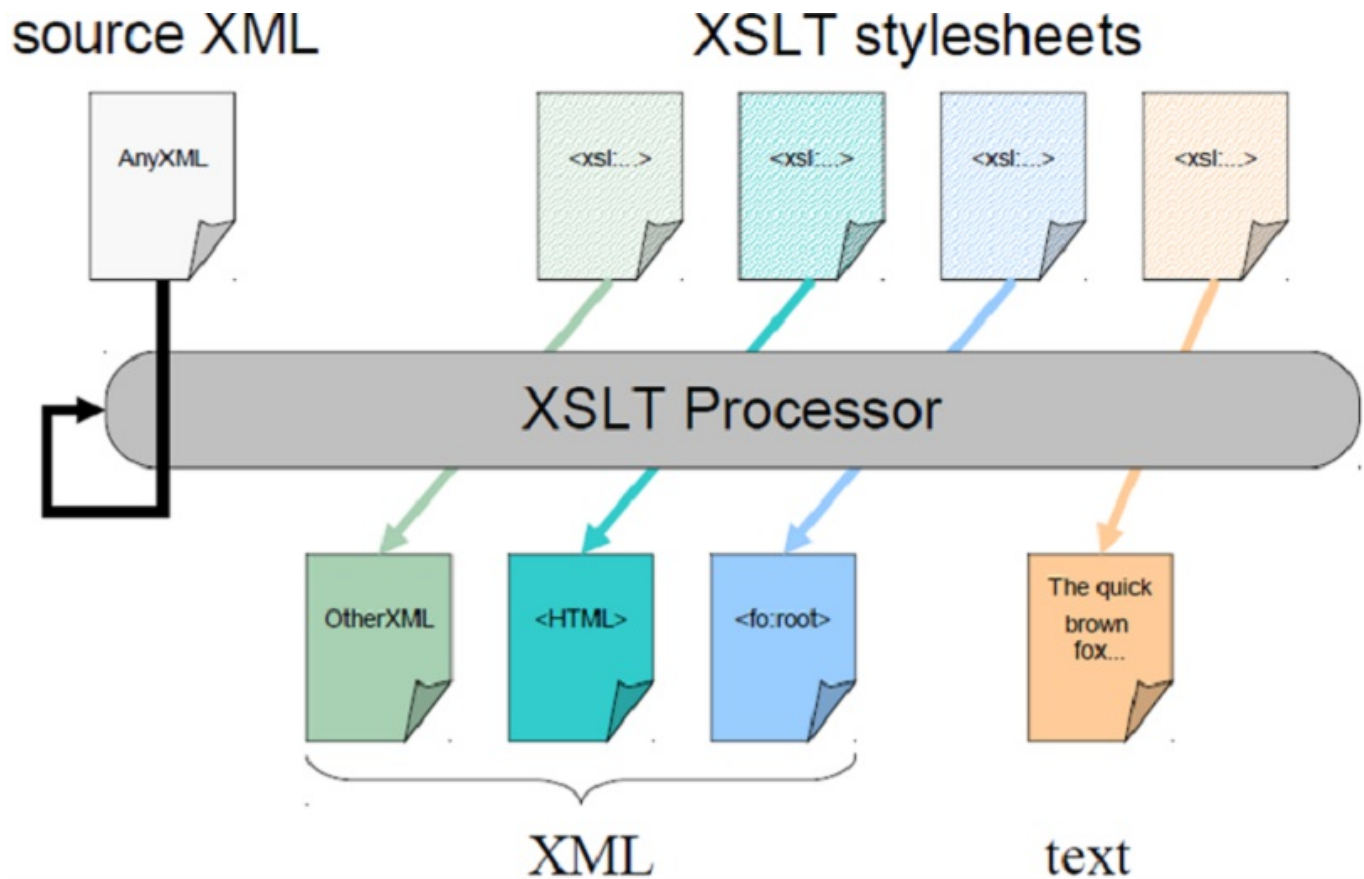 source XML
XSLT stylesheets
AnyXML
<xsl:...>
<xsl:...>
<xsl:...>
<xsl:...>
XSLT Processor
OtherXML
<HTML>
<fo:root>
The quick
brown
fox...
XML
text